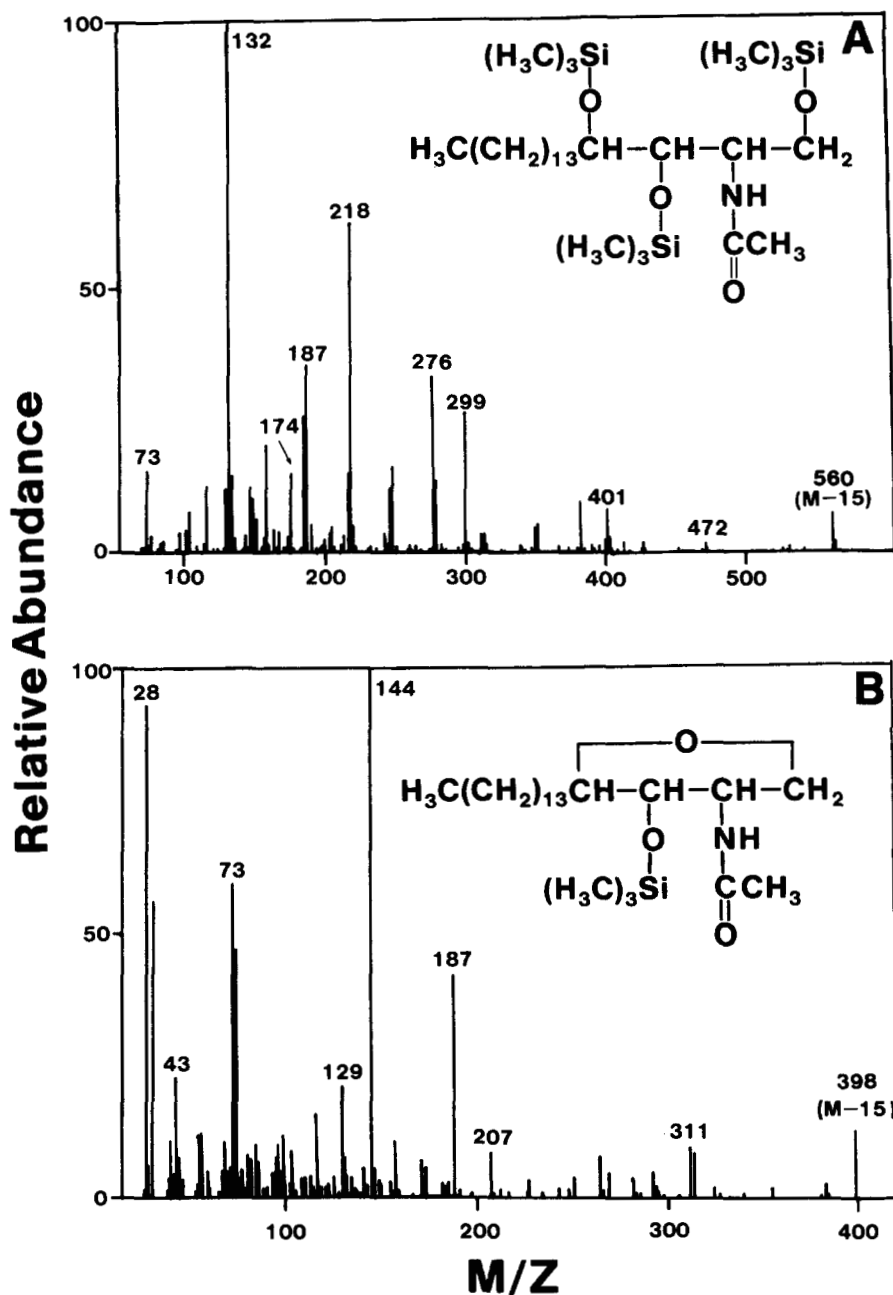 Relative Abundance
100
50
0
132
A
(H₃C)₃Si
(H₃C)₃Si
O
O
H₃C(CH₂)₁₃CH—CH—CH—CH₂
O
NH
(H₃C)₃Si
CCH₃
O
73
174
187
218
276
299
401
472
560
(M−15)
100
200
300
400
500
100
50
0
28
144
B
O
H₃C(CH₂)₁₃CH—CH—CH—CH₂
O
NH
(H₃C)₃Si
CCH₃
O
43
73
129
187
207
311
398
(M−15)
100
200
300
400
M/Z